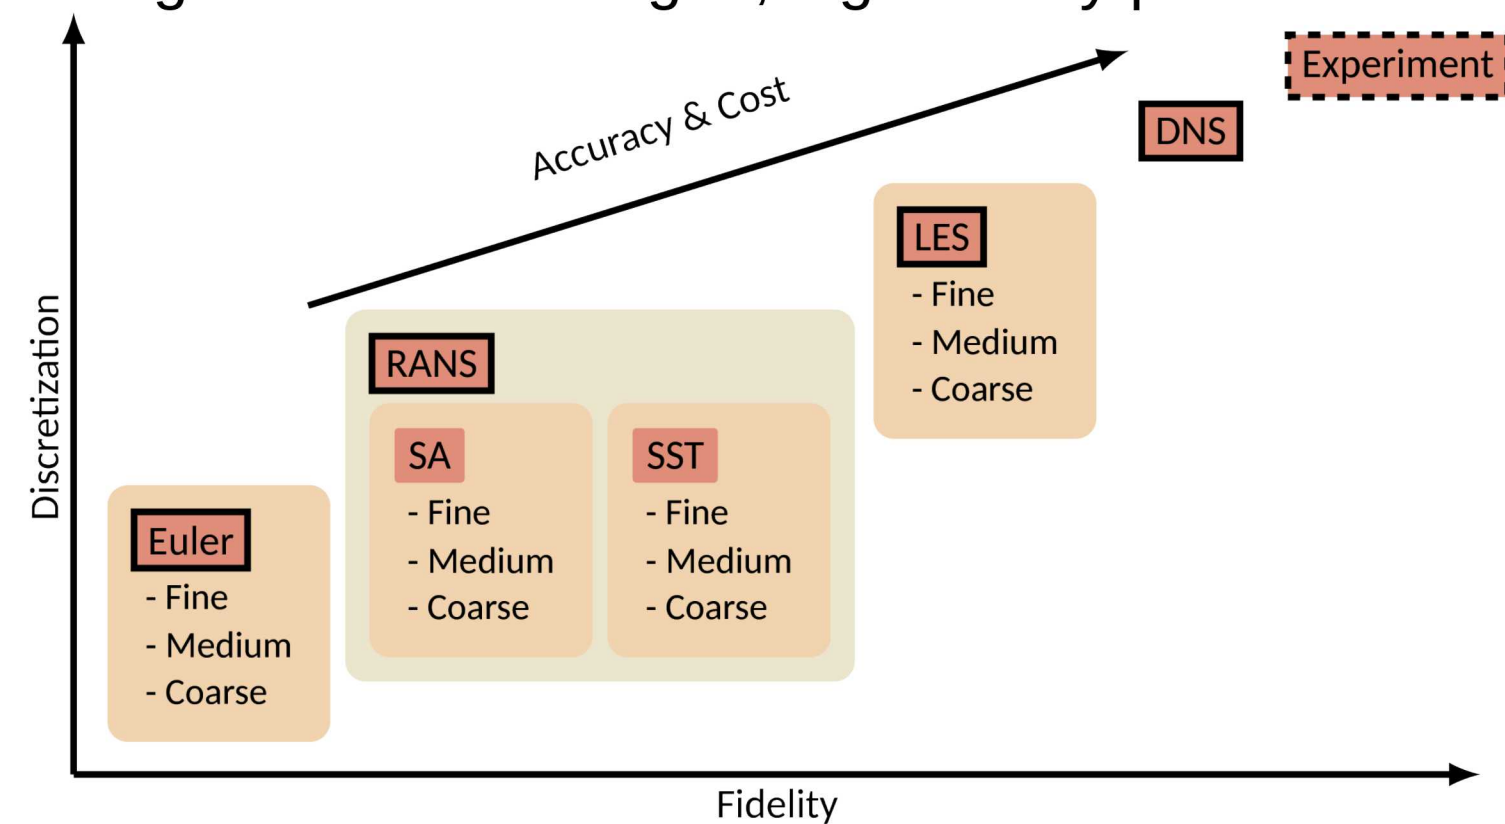 Experiment
DNS
Accuracy & Cost
LES
- Fine
- Medium
- Coarse
RANS
SA
- Fine
- Medium
- Coarse
SST
- Fine
- Medium
- Coarse
Euler
- Fine
- Medium
- Coarse
Discretization
Fidelity